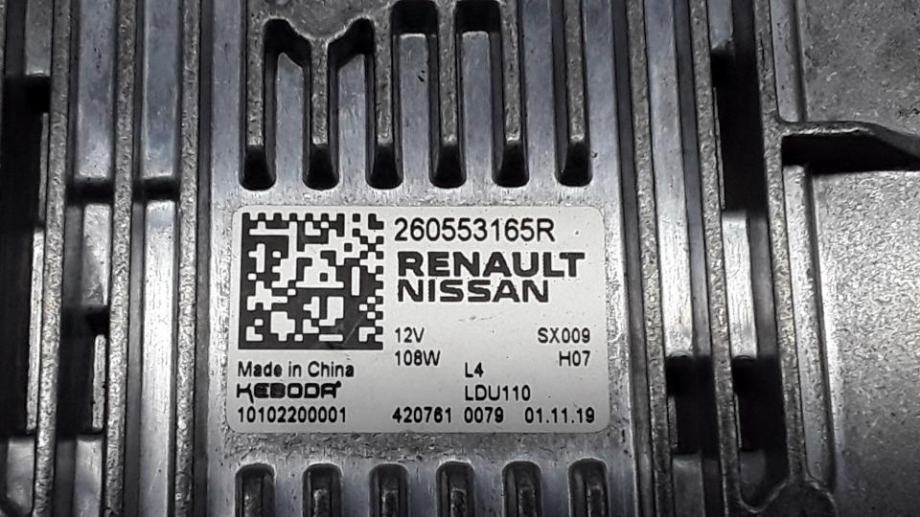 260553165R
RENAULT
NISSAN
12V SX009
108W H07
Made in China L4
KEBODA LDU110
10102200001 420761 0079 01.11.19